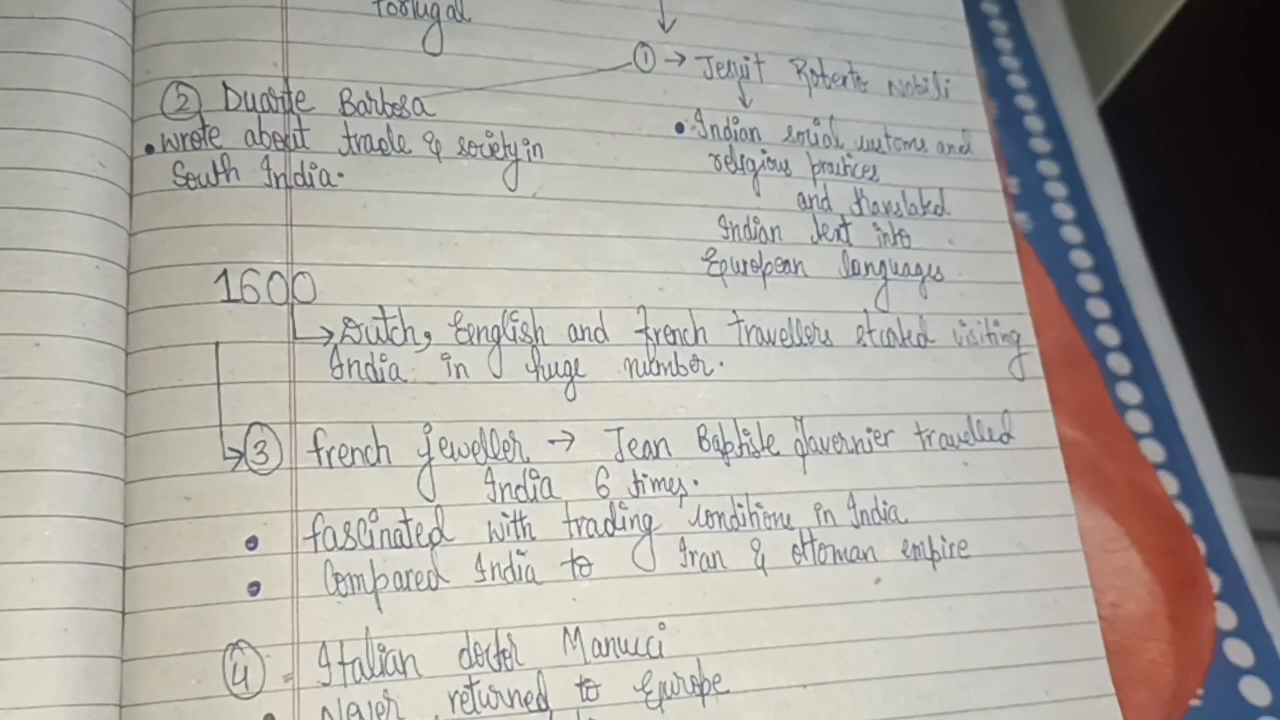 Portugal
① → Jesuit Roberto Nobili
② Duarte Barbosa
• wrote about trade & society in
South India.
• Indian social customs and
religious practices
and translated
Indian text into
European languages
1600
→ Dutch, English and french travellers started visiting
India in huge number.
→ ③ french jeweller → Jean Baptiste Tavernier travelled
India 6 times.
• fascinated with trading conditions in India
• Compared India to Iran & ottoman empire
④ Italian doctor Manucci
• Never returned to Europe